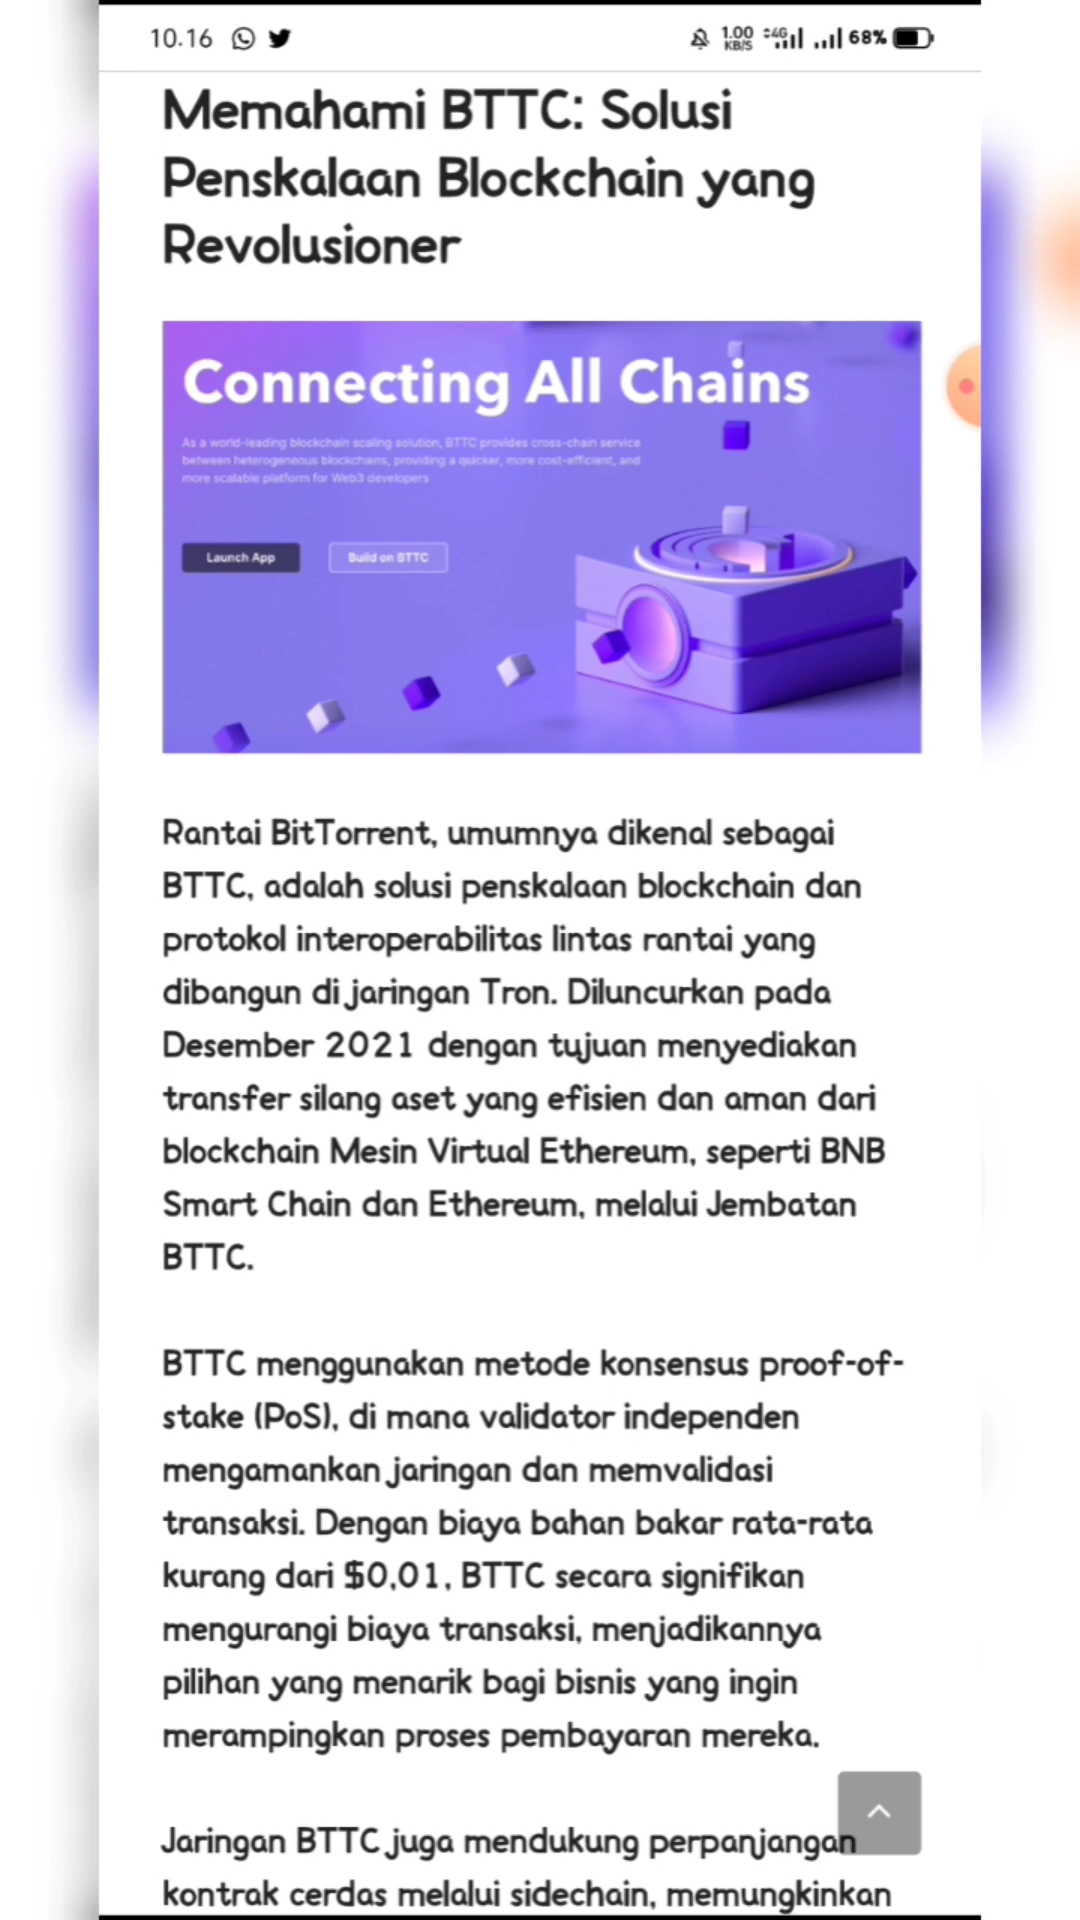 10.16
1.00
KB/S
4G
68%
Memahami BTTC: Solusi
Penskalaan Blockchain yang
Revolusioner
Connecting All Chains
As a world-leading blockchain scaling solution, BTTC provides cross-chain service
between heterogeneous blockchains, providing a quicker, more cost-efficient, and
more scalable platform for Web3 developers
Launch App
Build on BTTC
Rantai BitTorrent, umumnya dikenal sebagai
BTTC, adalah solusi penskalaan blockchain dan
protokol interoperabilitas lintas rantai yang
dibangun di jaringan Tron. Diluncurkan pada
Desember 2021 dengan tujuan menyediakan
transfer silang aset yang efisien dan aman dari
blockchain Mesin Virtual Ethereum, seperti BNB
Smart Chain dan Ethereum, melalui Jembatan
BTTC.
BTTC menggunakan metode konsensus proof-of-
stake (PoS), di mana validator independen
mengamankan jaringan dan memvalidasi
transaksi. Dengan biaya bahan bakar rata-rata
kurang dari $0,01, BTTC secara signifikan
mengurangi biaya transaksi, menjadikannya
pilihan yang menarik bagi bisnis yang ingin
merampingkan proses pembayaran mereka.
Jaringan BTTC juga mendukung perpanjangan
kontrak cerdas melalui sidechain, memungkinkan